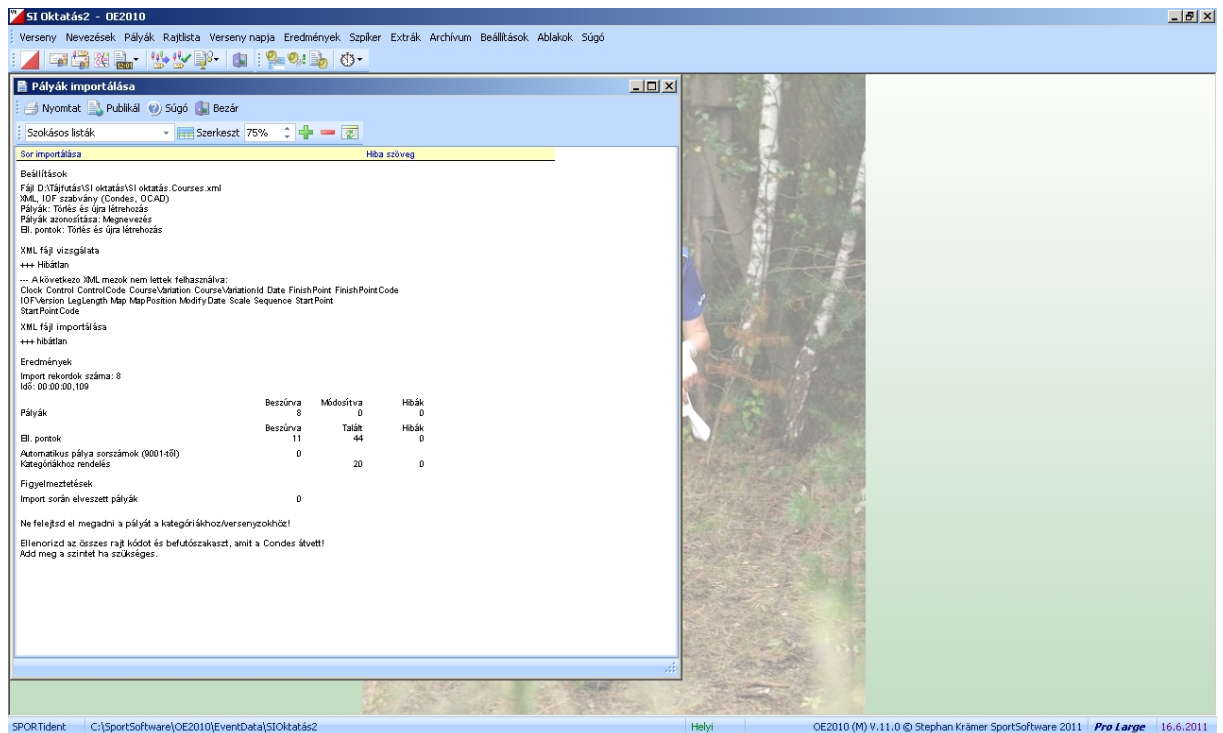 SI Oktatás2 - OE2010
Verseny Nevezések Pályák Rajtlista Verseny napja Eredmények Szpíker Extrák Archívum Beállítások Ablakok Súgó
Pályák importálása
Nyomtat Publikál Súgó Bezár
Szokásos listák Szerkeszt 75%
Sor importálása Hiba szöveg
Beállítások
Fájl D:\Tájfutás\SI oktatás\SI oktatás.Courses.xml
XML, IOF szabvány (Condes, OCAD)
Pályák: Törlés és újra létrehozás
Pályák azonosítása: Megnevezés
Ell. pontok: Törlés és újra létrehozás
XML fájl vizsgálata
+++ Hibátlan
--- A következo XML mezok nem lettek felhasználva:
Clock Control ControlCode CourseVariation CourseVariationId Date FinishPoint FinishPointCode
IOFVersion LegLength Map MapPosition ModifyDate Scale Sequence StartPoint
StartPointCode
XML fájl importálása
+++ hibátlan
Eredmények
Import rekordok száma: 8
Idő: 00:00:00,109
Beszúrva Módosítva Hibák
Pályák 8 0 0
Beszúrva Talált Hibák
Ell. pontok 11 44 0
Automatikus pálya sorszámok (9001-től) 0
Kategóriákhoz rendelés 20 0
Figyelmeztetések
Import során elveszett pályák 0
Ne felejtsd el megadni a pályát a kategóriákhoz/versenyzokhöz!
Ellenorizd az összes rajt kódot és befutószakaszt, amit a Condes átvett!
Add meg a szintet ha szükséges.
SPORTident C:\SportSoftware\OE2010\EventData\SIOktatás2 Helyi OE2010 (M) V.11.0 © Stephan Krämer SportSoftware 2011 Pro Large 16.6.2011